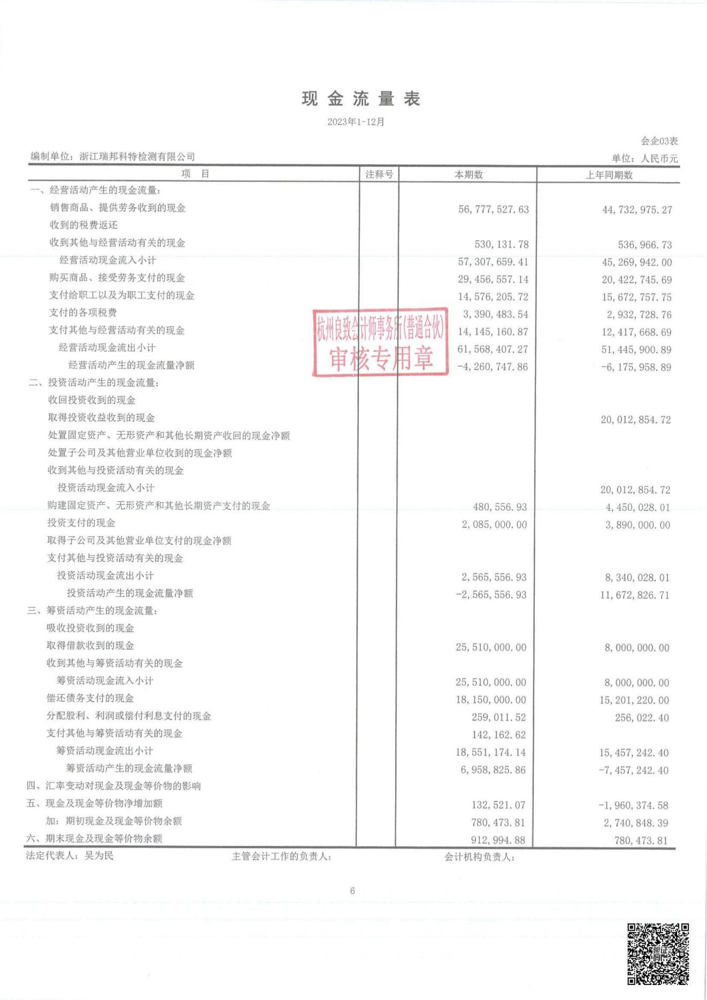 现金流量表
2023年1-12月
会企03表
编制单位：浙江瑞邦科特检测有限公司 单位：人民币元
项 目 注释号 本期数 上年同期数
一、经营活动产生的现金流量：
销售商品、提供劳务收到的现金 56,777,527.63 44,732,975.27
收到的税费返还
收到其他与经营活动有关的现金 530,131.78 536,966.73
经营活动现金流入小计 57,307,659.41 45,269,942.00
购买商品、接受劳务支付的现金 29,456,557.14 20,422,745.69
支付给职工以及为职工支付的现金 14,576,205.72 15,672,757.75
支付的各项税费 3,390,483.54 2,932,728.76
杭州良致会计师事务所(普通合伙)
支付其他与经营活动有关的现金 14,145,160.87 12,417,668.69
经营活动现金流出小计 61,568,407.27 51,445,900.89
审核专用章
经营活动产生的现金流量净额 -4,260,747.86 -6,175,958.89
二、投资活动产生的现金流量：
收回投资收到的现金
取得投资收益收到的现金 20,012,854.72
处置固定资产、无形资产和其他长期资产收回的现金净额
处置子公司及其他营业单位收到的现金净额
收到其他与投资活动有关的现金
投资活动现金流入小计 20,012,854.72
购建固定资产、无形资产和其他长期资产支付的现金 480,556.93 4,450,028.01
投资支付的现金 2,085,000.00 3,890,000.00
取得子公司及其他营业单位支付的现金净额
支付其他与投资活动有关的现金
投资活动现金流出小计 2,565,556.93 8,340,028.01
投资活动产生的现金流量净额 -2,565,556.93 11,672,826.71
三、筹资活动产生的现金流量：
吸收投资收到的现金
取得借款收到的现金 25,510,000.00 8,000,000.00
收到其他与筹资活动有关的现金
筹资活动现金流入小计 25,510,000.00 8,000,000.00
偿还债务支付的现金 18,150,000.00 15,201,220.00
分配股利、利润或偿付利息支付的现金 259,011.52 256,022.40
支付其他与筹资活动有关的现金 142,162.62
筹资活动现金流出小计 18,551,174.14 15,457,242.40
筹资活动产生的现金流量净额 6,958,825.86 -7,457,242.40
四、汇率变动对现金及现金等价物的影响
五、现金及现金等价物净增加额 132,521.07 -1,960,374.58
加：期初现金及现金等价物余额 780,473.81 2,740,848.39
六、期末现金及现金等价物余额 912,994.88 780,473.81
法定代表人：吴为民 主管会计工作的负责人： 会计机构负责人：
6
验证
码